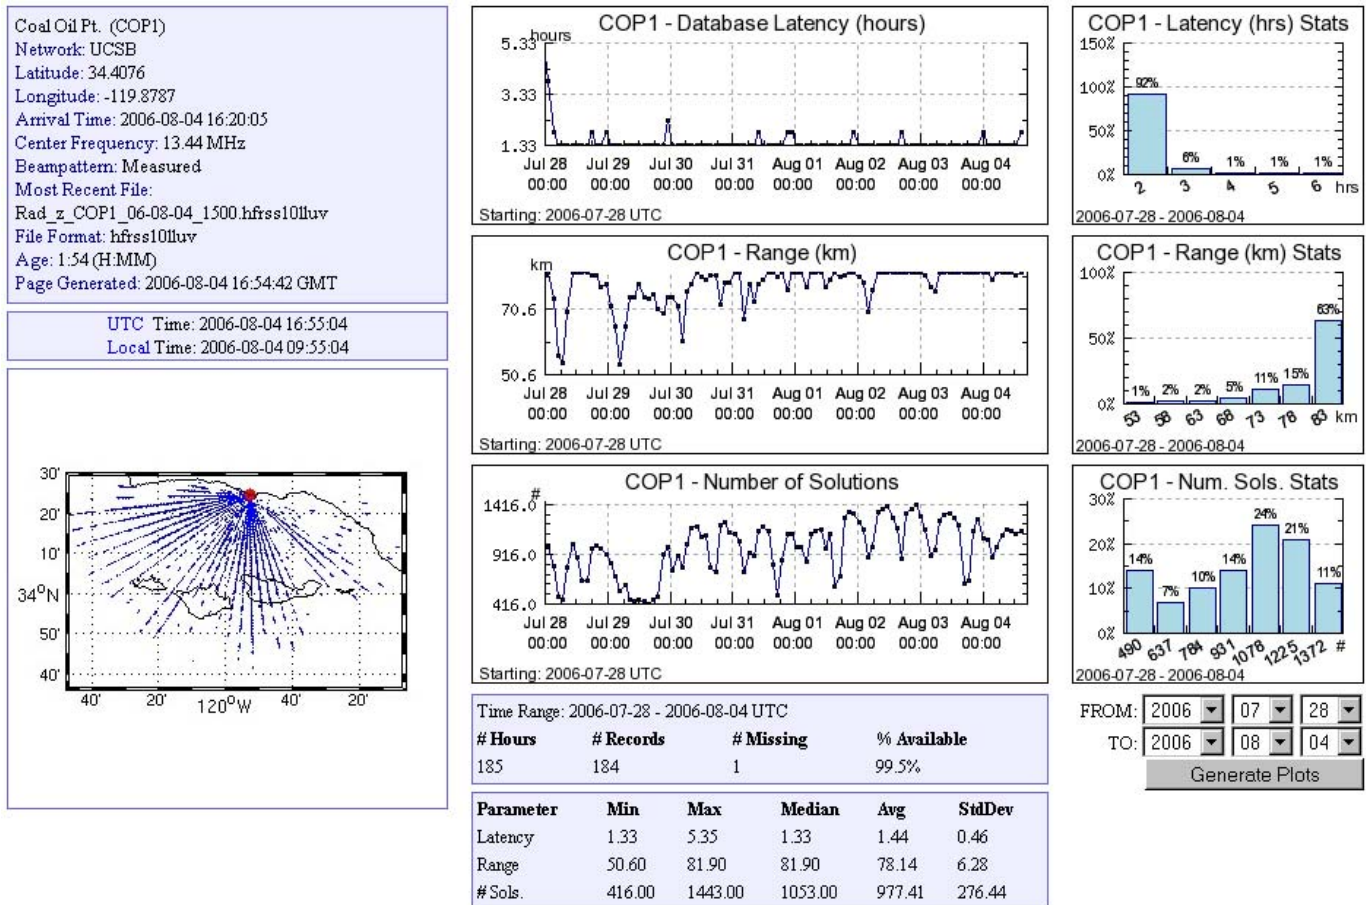 Coal Oil Pt. (COP1)
Network: UCSB
Latitude: 34.4076
Longitude: -119.8787
Arrival Time: 2006-08-04 16:20:05
Center Frequency: 13.44 MHz
Beampattern: Measured
Most Recent File:
Rad_z_COP1_06-08-04_1500.hfrss10lluv
File Format: hfrss10lluv
Age: 1:54 (H:MM)
Page Generated: 2006-08-04 16:54:42 GMT
UTC Time: 2006-08-04 16:55:04
Local Time: 2006-08-04 09:55:04
30'
20'
10'
34°N
50'
40'
40' 20' 120°W 40' 20'
COP1 - Database Latency (hours)
hours
5.33
3.33
1.33
Jul 28 Jul 29 Jul 30 Jul 31 Aug 01 Aug 02 Aug 03 Aug 04
00:00 00:00 00:00 00:00 00:00 00:00 00:00 00:00
Starting: 2006-07-28 UTC
COP1 - Range (km)
km
70.6
50.6
Jul 28 Jul 29 Jul 30 Jul 31 Aug 01 Aug 02 Aug 03 Aug 04
00:00 00:00 00:00 00:00 00:00 00:00 00:00 00:00
Starting: 2006-07-28 UTC
COP1 - Number of Solutions
#
1416.0
916.0
416.0
Jul 28 Jul 29 Jul 30 Jul 31 Aug 01 Aug 02 Aug 03 Aug 04
00:00 00:00 00:00 00:00 00:00 00:00 00:00 00:00
Starting: 2006-07-28 UTC
Time Range: 2006-07-28 - 2006-08-04 UTC
# Hours # Records # Missing % Available
185 184 1 99.5%
Parameter Min Max Median Avg StdDev
Latency 1.33 5.35 1.33 1.44 0.46
Range 50.60 81.90 81.90 78.14 6.28
# Sols. 416.00 1443.00 1053.00 977.41 276.44
COP1 - Latency (hrs) Stats
150%
100%
50%
0%
92% 6% 1% 1% 1%
2 3 4 5 6 hrs
2006-07-28 - 2006-08-04
COP1 - Range (km) Stats
100%
50%
0%
1% 2% 2% 5% 11% 15% 63%
53 58 63 68 73 78 83 km
2006-07-28 - 2006-08-04
COP1 - Num. Sols. Stats
30%
20%
10%
0%
14% 7% 10% 14% 24% 21% 11%
490 637 784 931 1078 1225 1372 #
2006-07-28 - 2006-08-04
FROM: 2006 07 28
TO: 2006 08 04
Generate Plots